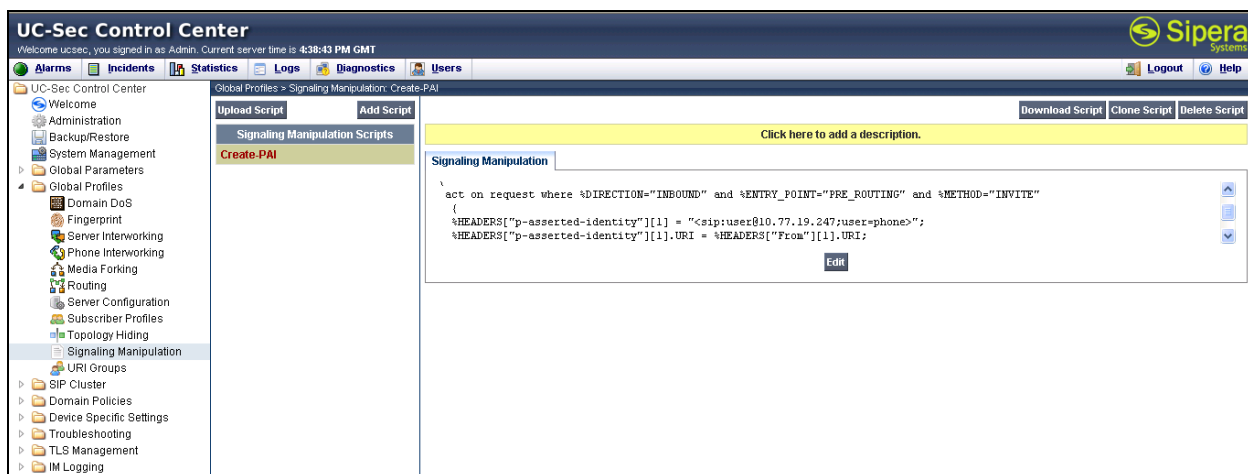 UC-Sec Control Center
Welcome ucsec, you signed in as Admin. Current server time is 4:38:43 PM GMT
Sipera
Systems
Alarms Incidents Statistics Logs Diagnostics Users Logout Help
UC-Sec Control Center
Welcome
Administration
Backup/Restore
System Management
Global Parameters
Global Profiles
Domain DoS
Fingerprint
Server Interworking
Phone Interworking
Media Forking
Routing
Server Configuration
Subscriber Profiles
Topology Hiding
Signaling Manipulation
URI Groups
SIP Cluster
Domain Policies
Device Specific Settings
Troubleshooting
TLS Management
IM Logging
Global Profiles > Signaling Manipulation: Create-PAI
Upload Script Add Script
Signaling Manipulation Scripts
Create-PAI
Download Script Clone Script Delete Script
Click here to add a description.
Signaling Manipulation
act on request where %DIRECTION="INBOUND" and %ENTRY_POINT="PRE_ROUTING" and %METHOD="INVITE"
{
%HEADERS["p-asserted-identity"][1] = "<sip:user@10.77.19.247;user=phone>";
%HEADERS["p-asserted-identity"][1].URI = %HEADERS["From"][1].URI;
Edit